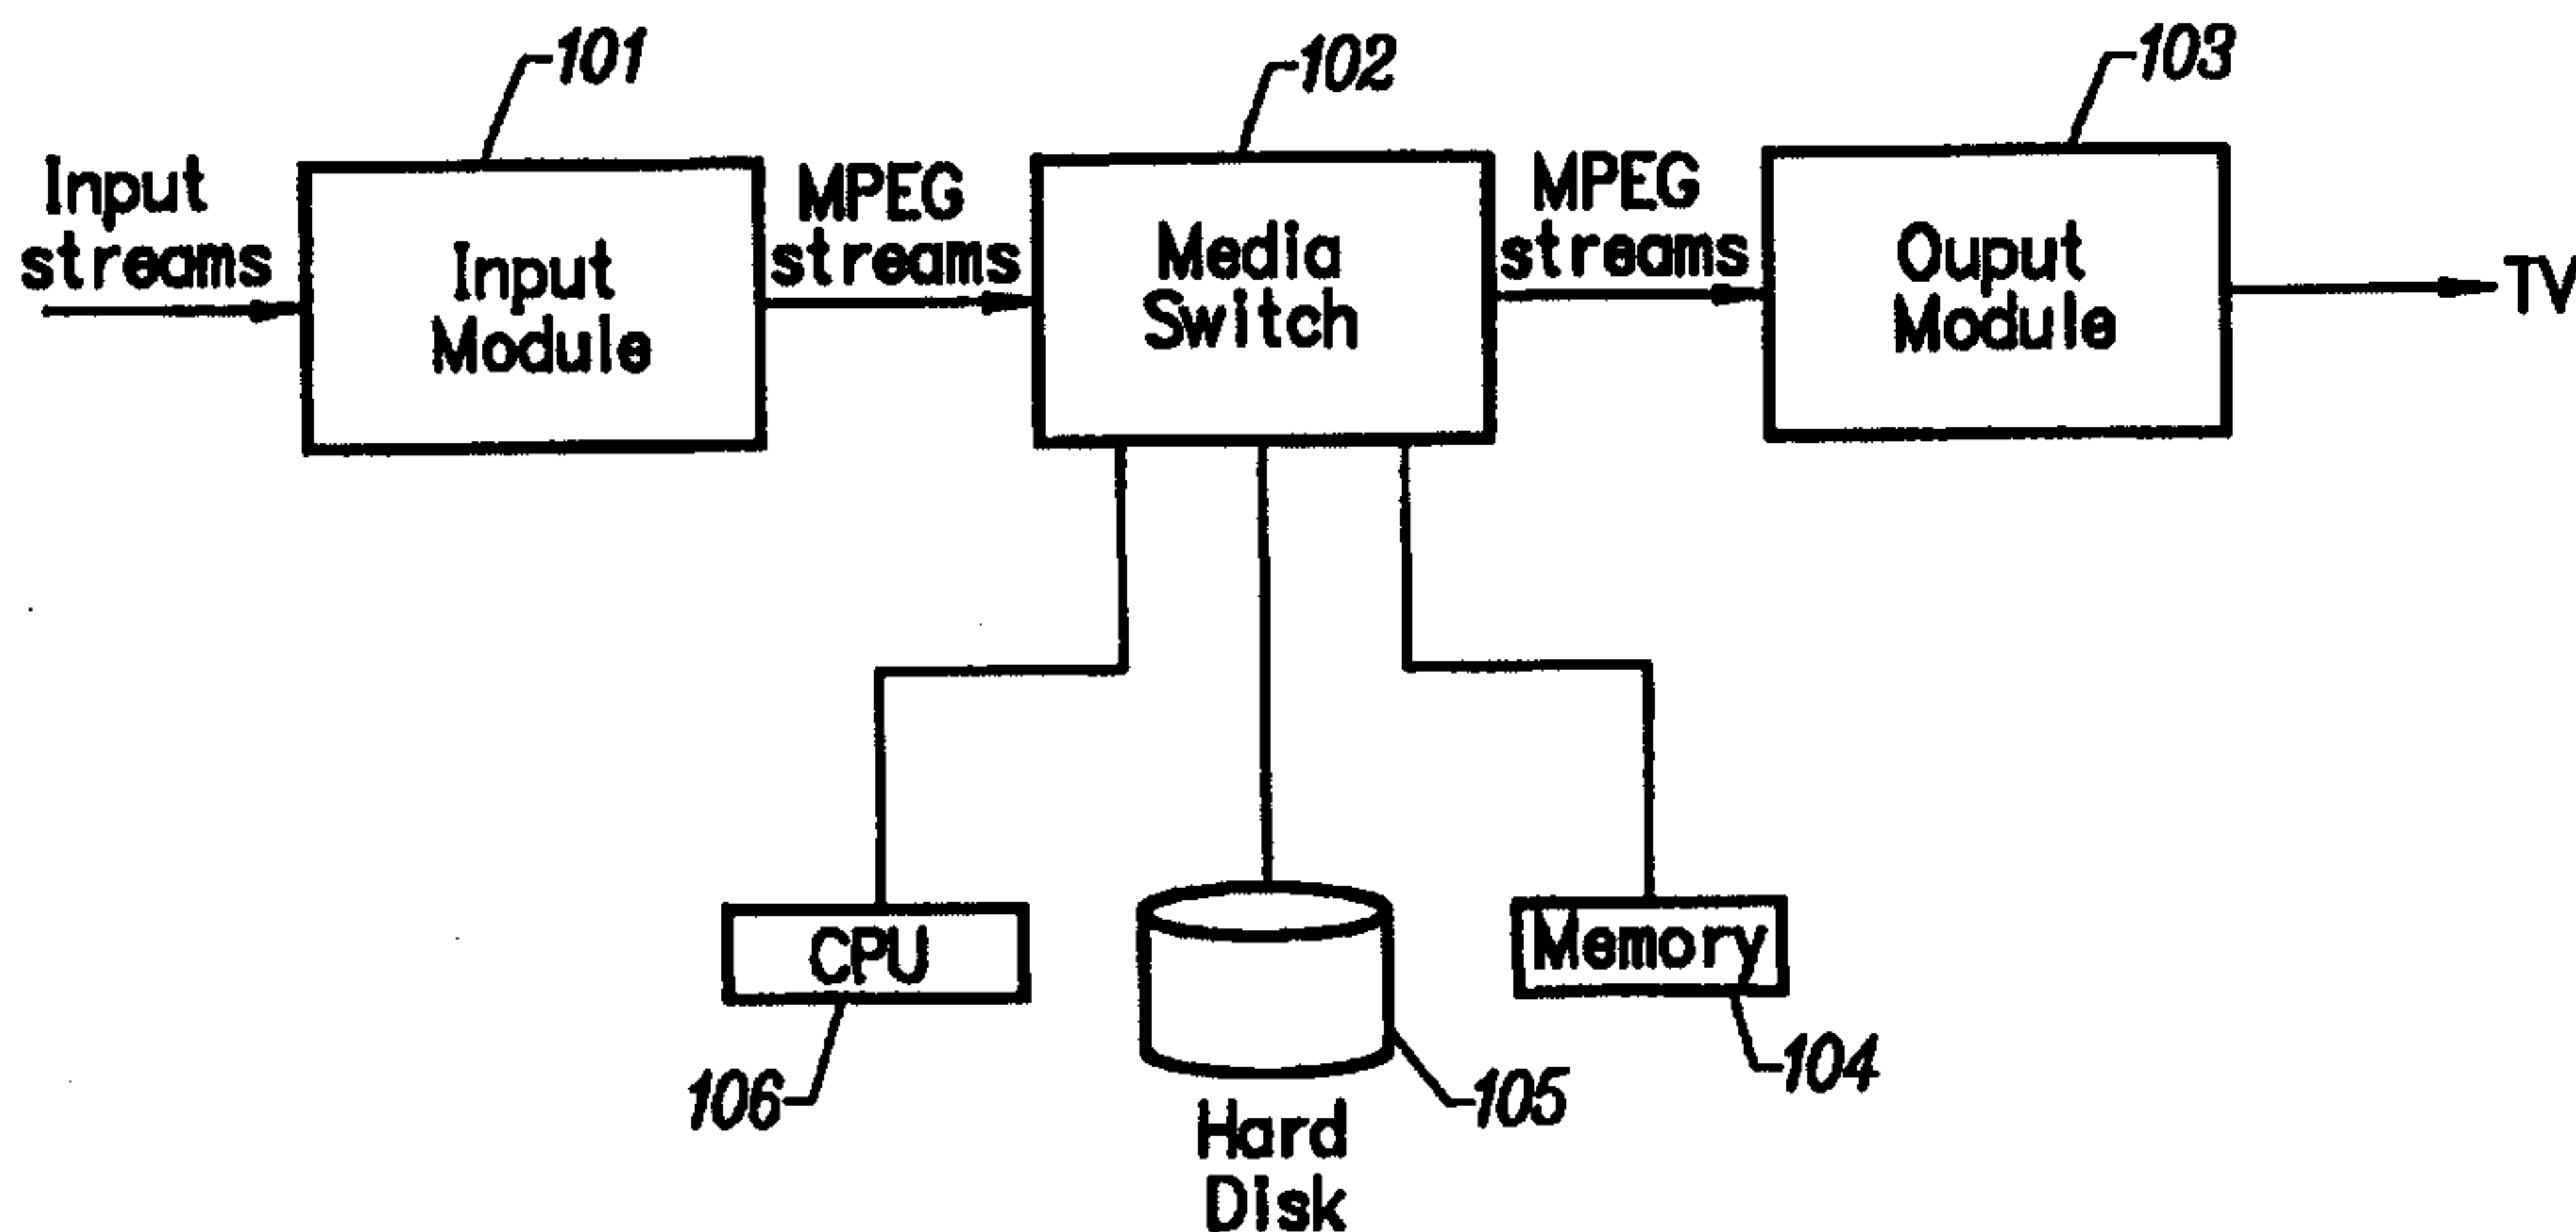 101
102
103
Input
streams
Input
Module
MPEG
streams
Media
Switch
MPEG
streams
Ouput
Module
TV
CPU
Memory
106
105
104
Hard
Disk